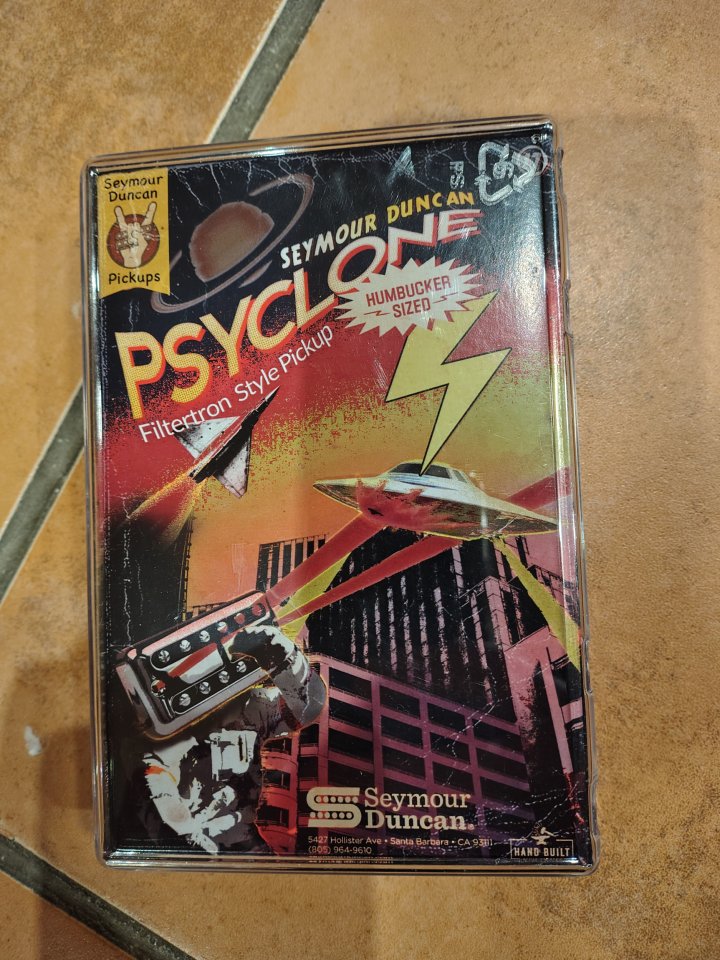 Seymour
Duncan
Pickups
SEYMOUR DUNCAN
PSYCLONE
HUMBUCKER
SIZED
Filtertron Style Pickup
PS
Seymour
Duncan®
5427 Hollister Ave • Santa Barbara • CA 93111
(805) 964-9610
HAND BUILT